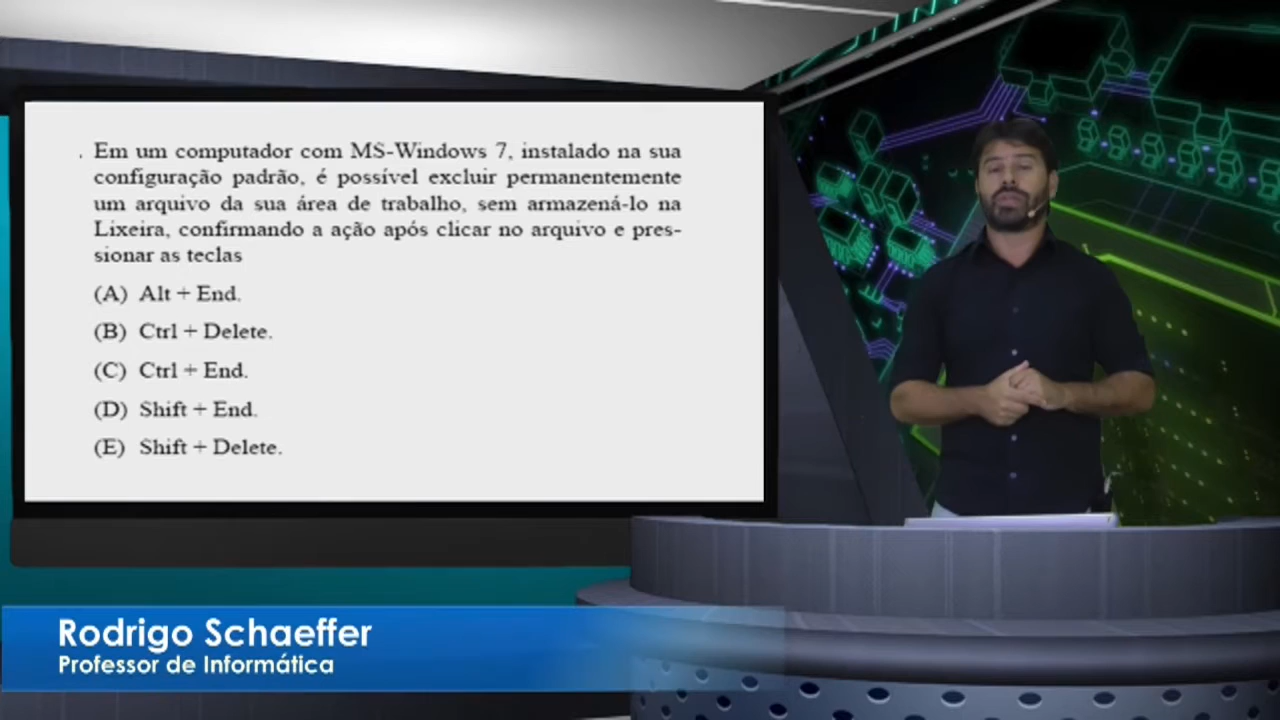 . Em um computador com MS-Windows 7, instalado na sua
configuração padrão, é possível excluir permanentemente
um arquivo da sua área de trabalho, sem armazená-lo na
Lixeira, confirmando a ação após clicar no arquivo e pres-
sionar as teclas
(A) Alt + End.
(B) Ctrl + Delete.
(C) Ctrl + End.
(D) Shift + End.
(E) Shift + Delete.
Rodrigo Schaeffer
Professor de Informática